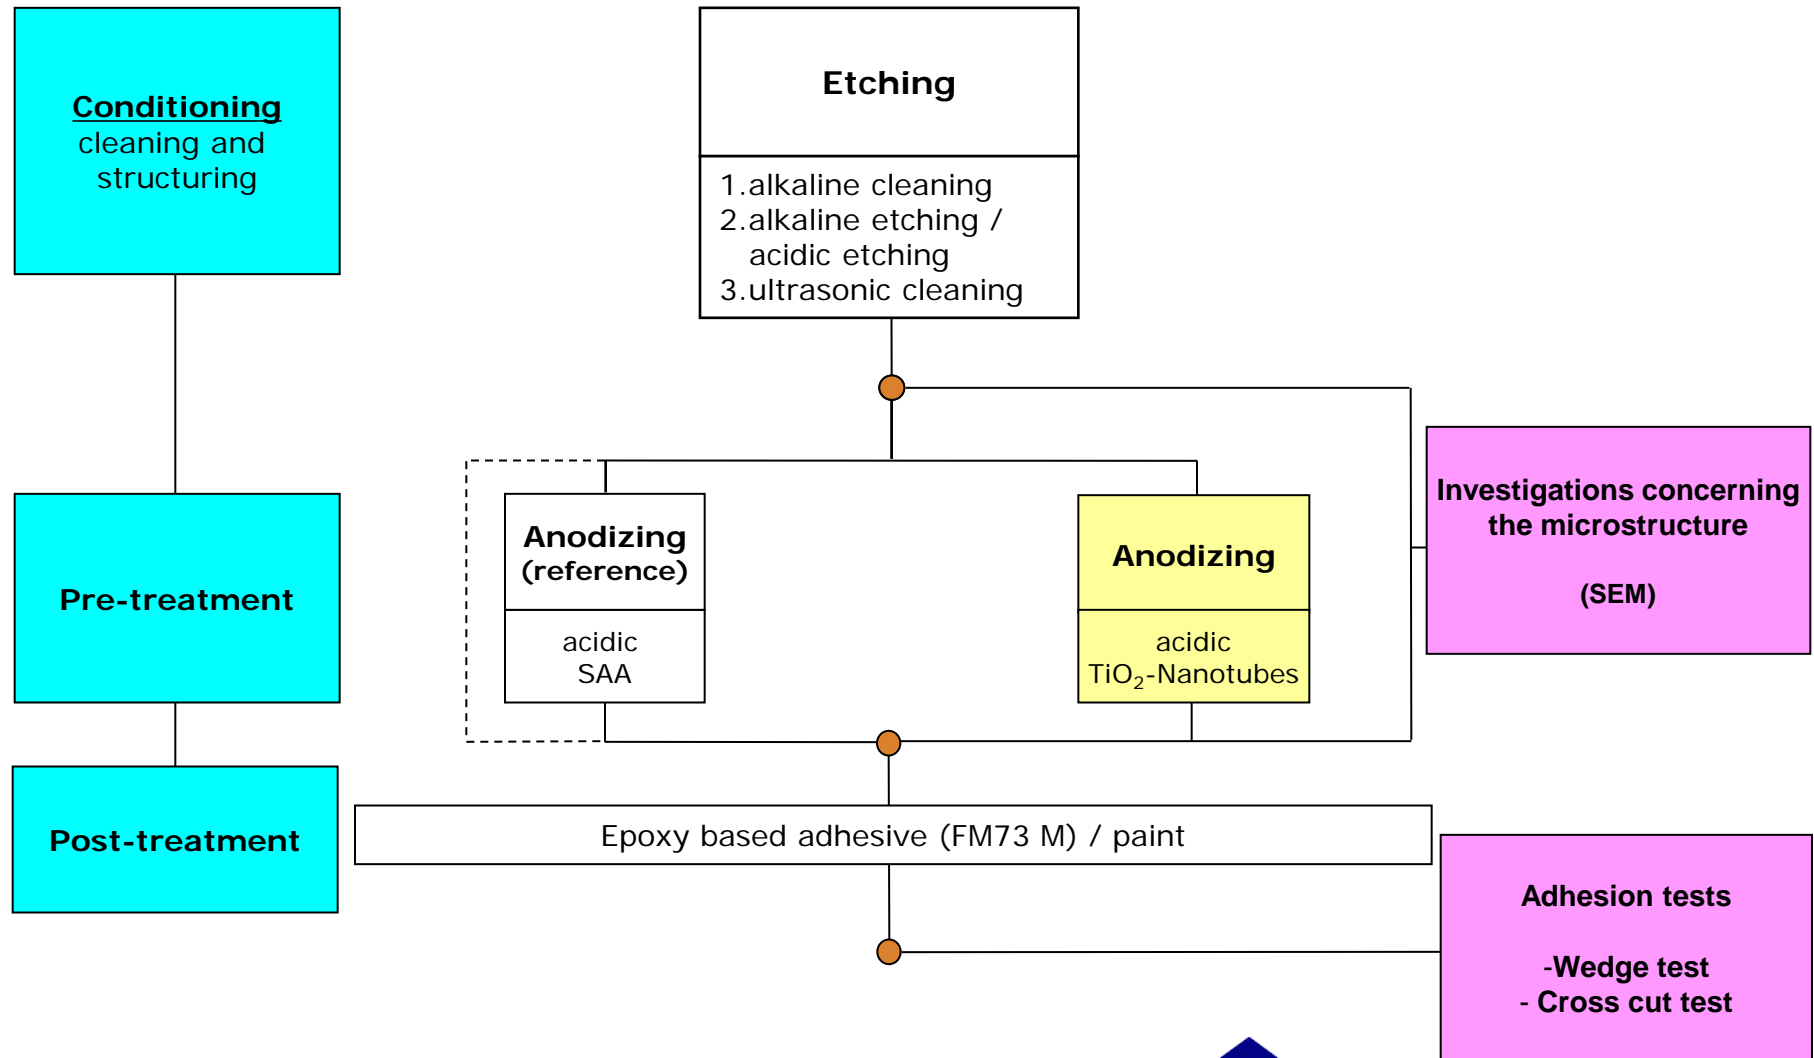 Conditioning
cleaning and
structuring
Etching
1.alkaline cleaning
2.alkaline etching /
acidic etching
3.ultrasonic cleaning
Pre-treatment
Anodizing
(reference)
acidic
SAA
Anodizing
acidic
TiO₂-Nanotubes
Investigations concerning
the microstructure
(SEM)
Post-treatment
Epoxy based adhesive (FM73 M) / paint
Adhesion tests
-Wedge test
- Cross cut test